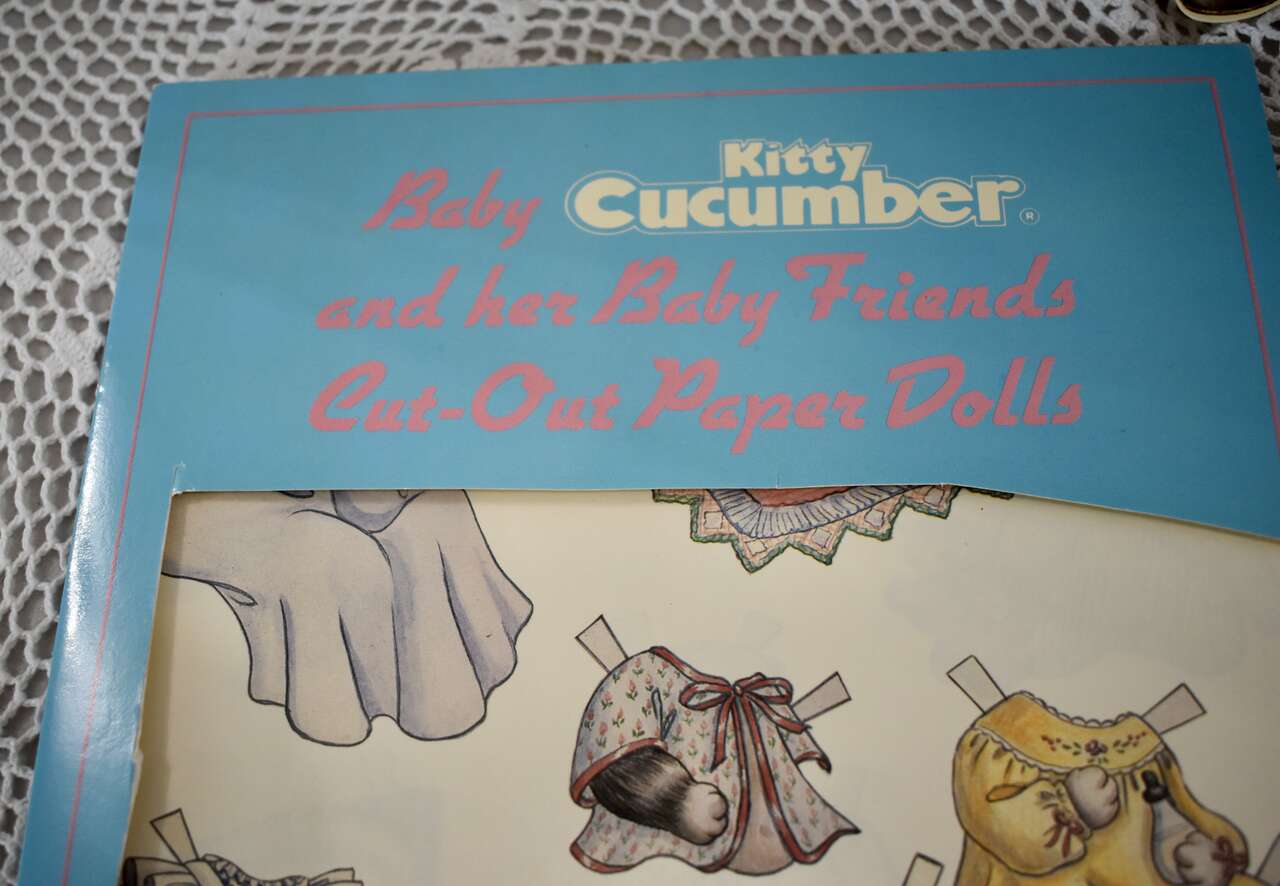 Baby Kitty Cucumber ®
and her Baby Friends
Cut-Out Paper Dolls